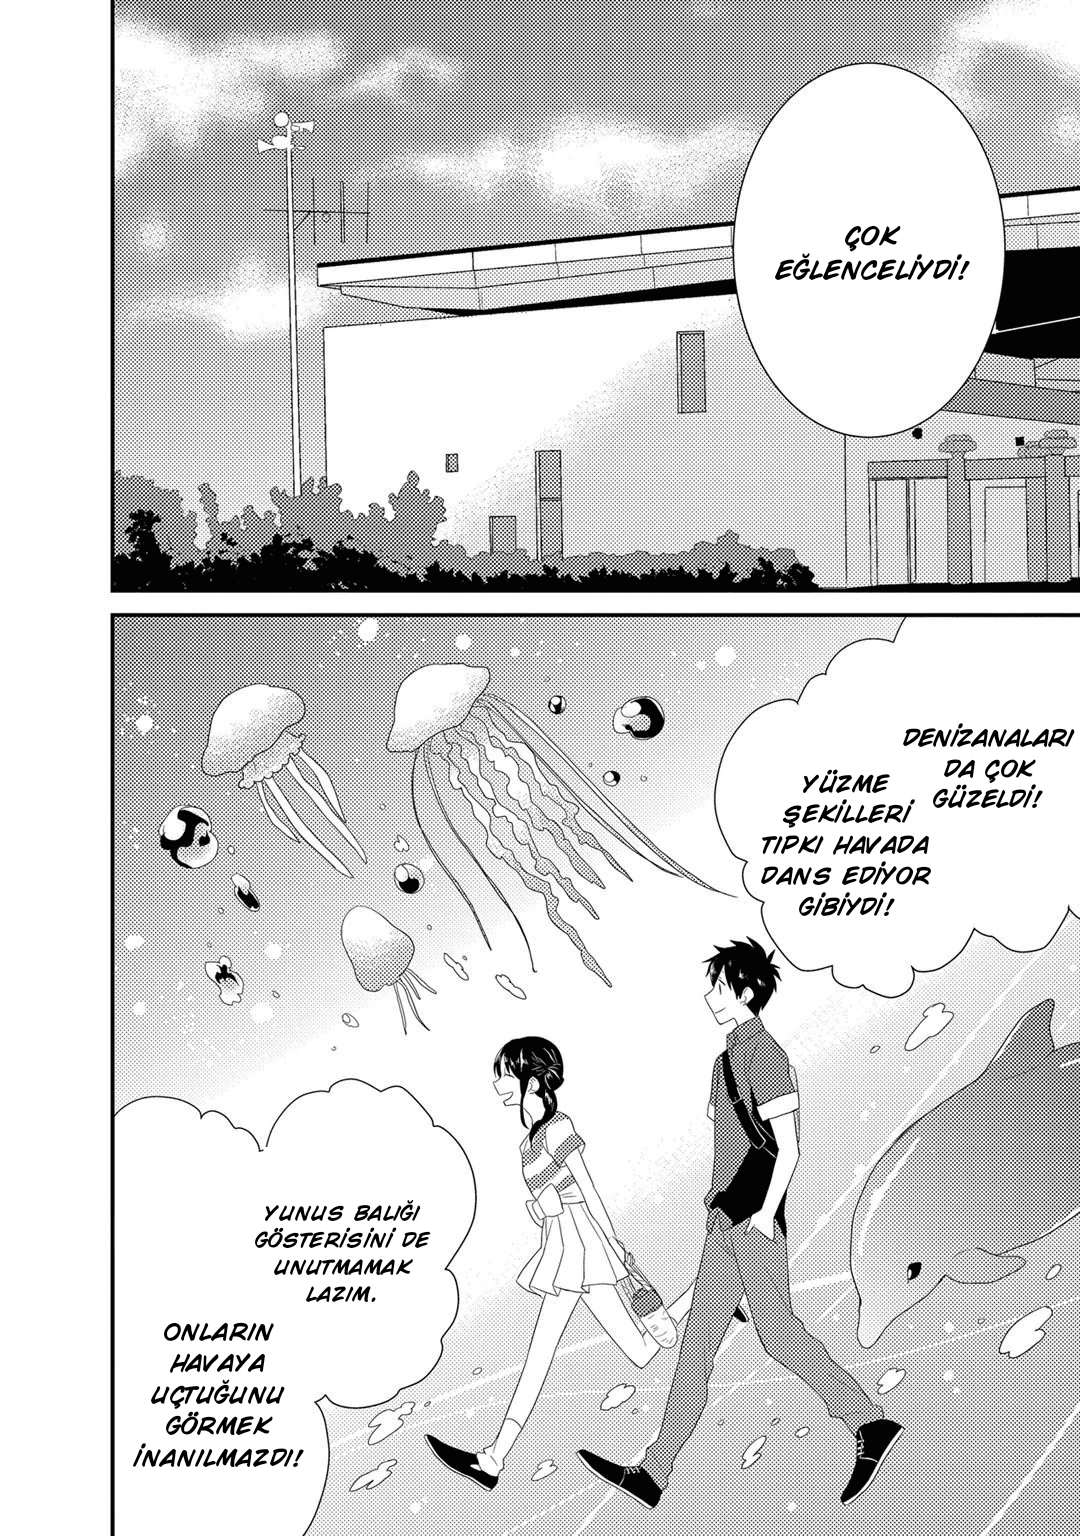 ÇOK
EĞLENCELİYDİ!
DENİZANALARI
DA ÇOK
GÜZELDİ!
YÜZME
ŞEKİLLERİ
TIPKI HAVADA
DANS EDİYOR
GİBİYDİ!
YUNUS BALIĞI
GÖSTERİSİNİ DE
UNUTMAMAK
LAZIM.
ONLARIN
HAVAYA
UÇTUĞUNU
GÖRMEK
İNANILMAZDI!